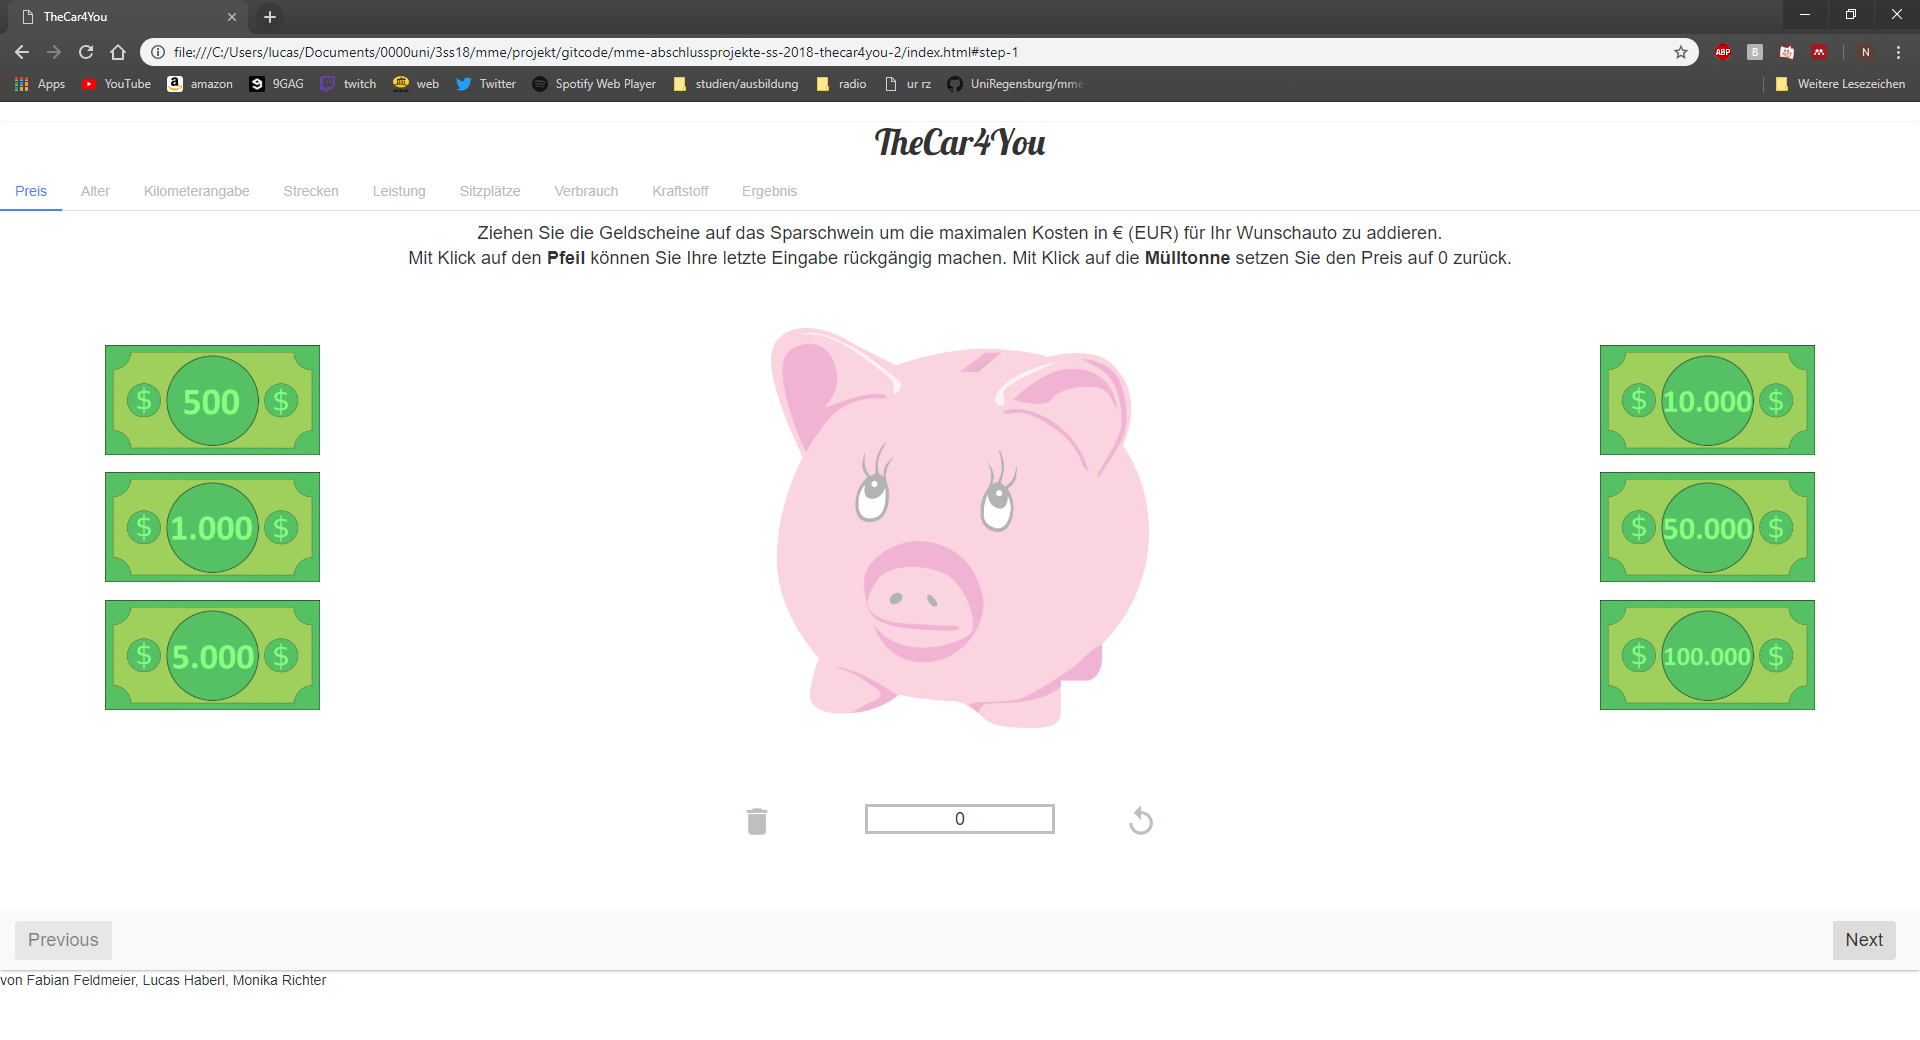 TheCar4You
file:///C:/Users/lucas/Documents/0000uni/3ss18/mme/projekt/gitcode/mme-abschlussprojekte-ss-2018-thecar4you-2/index.html#step-1
ABP B N
Apps YouTube amazon 9GAG twitch web Twitter Spotify Web Player studien/ausbildung radio ur rz UniRegensburg/mme Weitere Lesezeichen
TheCar4You
Preis Alter Kilometerangabe Strecken Leistung Sitzplätze Verbrauch Kraftstoff Ergebnis
Ziehen Sie die Geldscheine auf das Sparschwein um die maximalen Kosten in € (EUR) für Ihr Wunschauto zu addieren.
Mit Klick auf den Pfeil können Sie Ihre letzte Eingabe rückgängig machen. Mit Klick auf die Mülltonne setzen Sie den Preis auf 0 zurück.
$ 500 $
$ 10.000 $
$ 1.000 $
$ 50.000 $
$ 5.000 $
$ 100.000 $
0
Previous Next
von Fabian Feldmeier, Lucas Haberl, Monika Richter